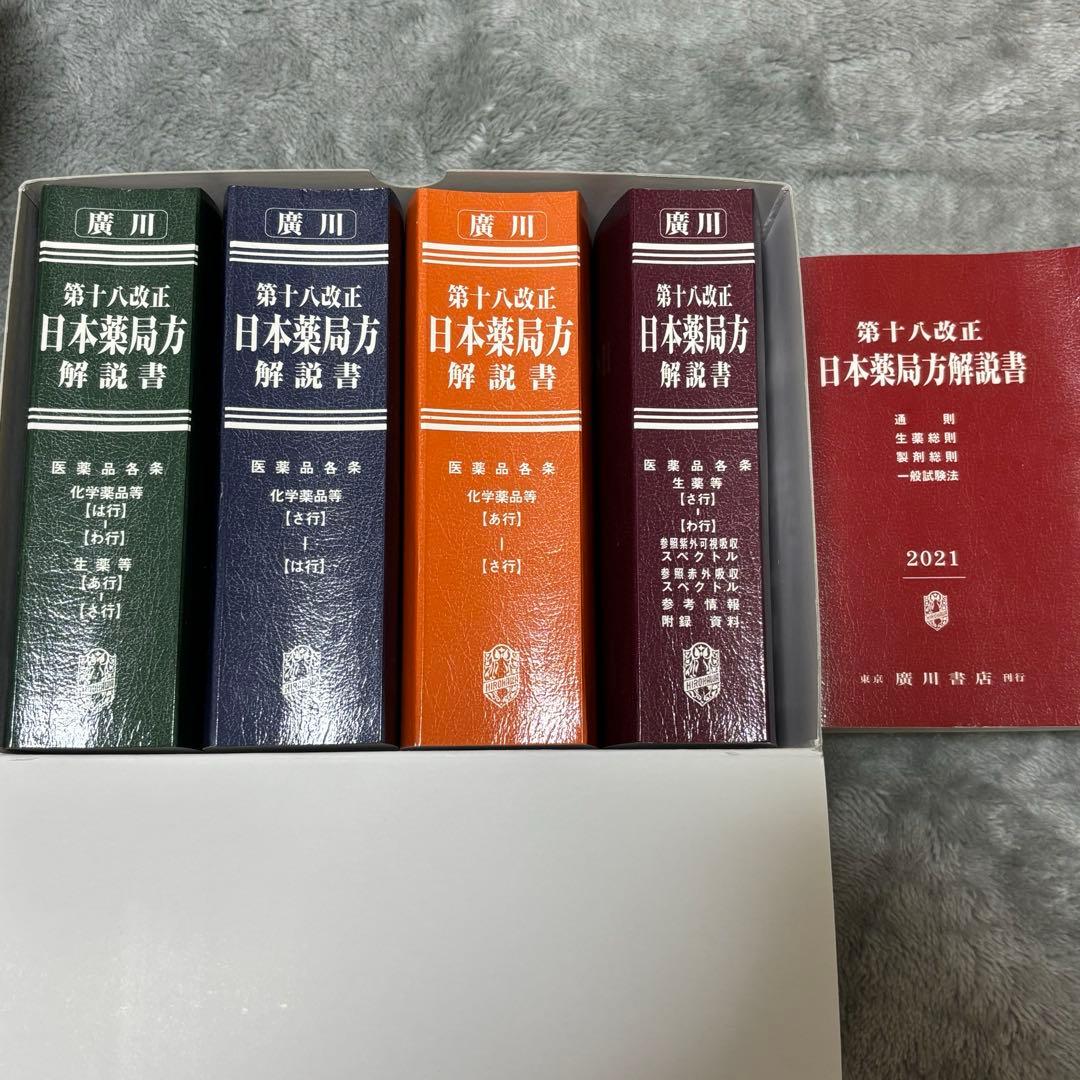 廣川
第十八改正
日本薬局方
解説書
医薬品各条
化学薬品等
【は行】
ー
【わ行】
生薬等
【あ行】
ー
【さ行】
廣川
第十八改正
日本薬局方
解説書
医薬品各条
化学薬品等
【さ行】
ー
【は行】
廣川
第十八改正
日本薬局方
解説書
医薬品各条
化学薬品等
【あ行】
ー
【さ行】
HIROKAWA
廣川
第十八改正
日本薬局方
解説書
医薬品各条
生薬等
【さ行】
ー
【わ行】
参照紫外可視吸収
スペクトル
参照赤外吸収
スペクトル
参考情報
附録 資料
HIROKAWA
第十八改正
日本薬局方解説書
通則
生薬総則
製剤総則
一般試験法
2021
東京 廣川書店 刊行